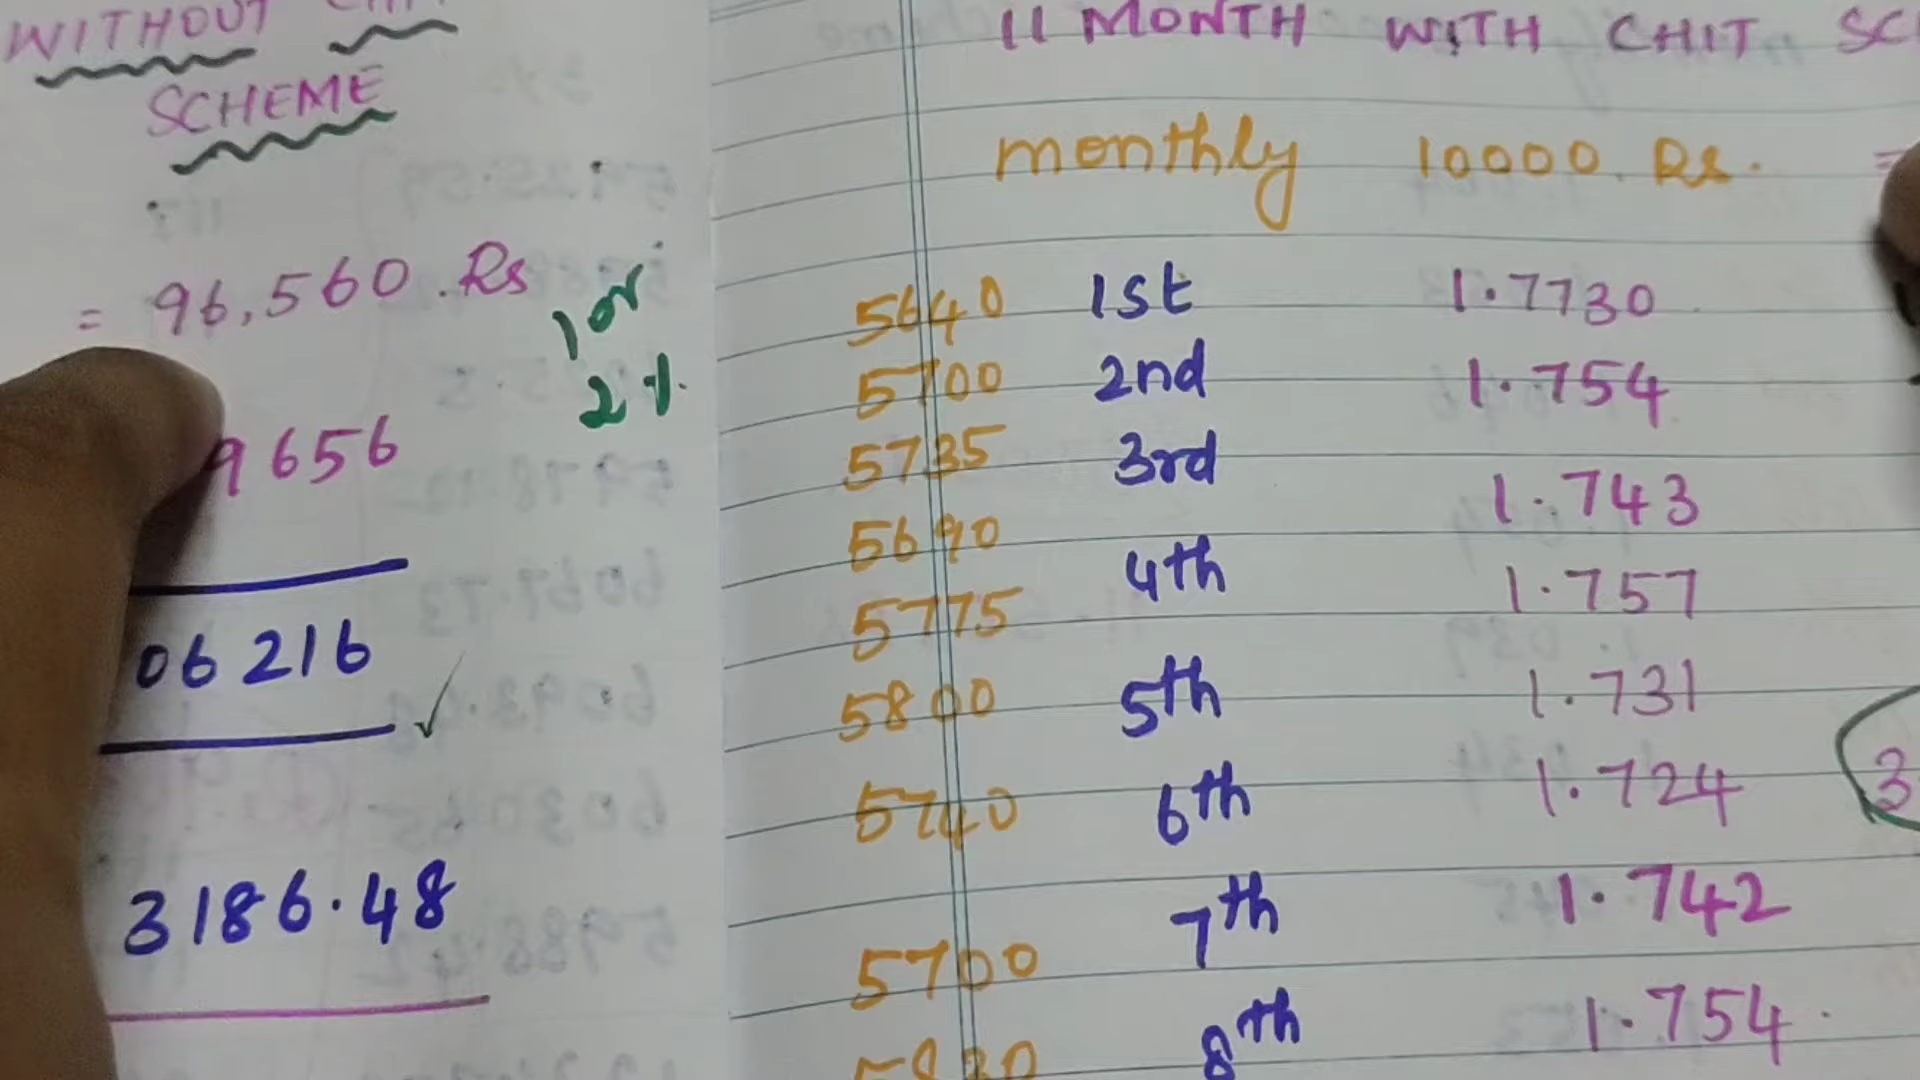 WITHOUT
SCHEME
= 96,560.Rs
1 or
2%.
9656
06216
3186.48
11 MONTH WITH CHIT SC
monthly 10000.Rs. =
5640 1st 1.7730
5700 2nd 1.754
5735 3rd 1.743
5690 4th 1.757
5775 5th 1.731
5800 6th 1.724
5740 7th 1.742
5700 8th 1.754.
3